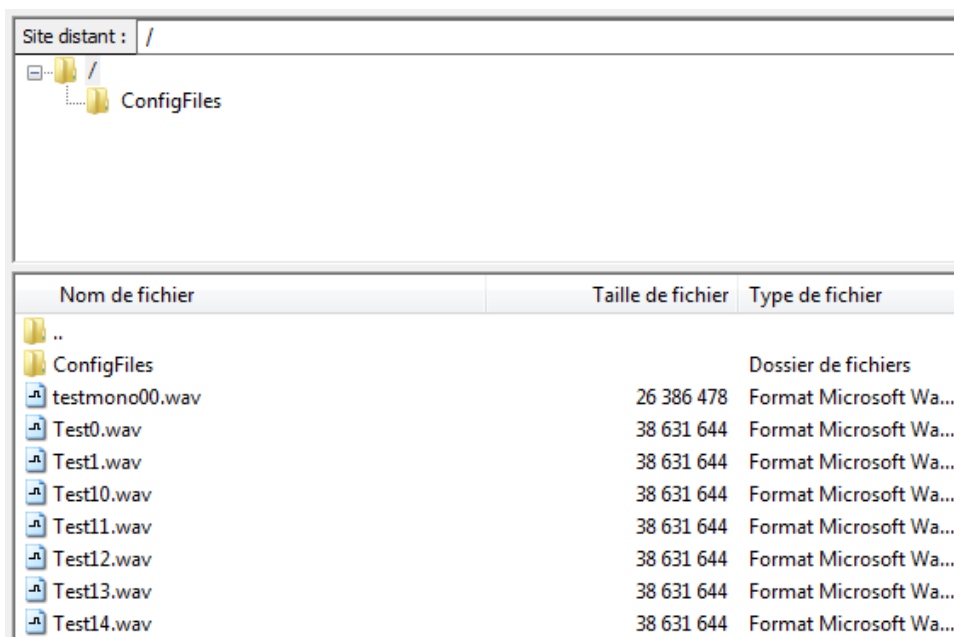 Site distant : /
/
ConfigFiles
Nom de fichier Taille de fichier Type de fichier
..
ConfigFiles Dossier de fichiers
testmono00.wav 26 386 478 Format Microsoft Wa...
Test0.wav 38 631 644 Format Microsoft Wa...
Test1.wav 38 631 644 Format Microsoft Wa...
Test10.wav 38 631 644 Format Microsoft Wa...
Test11.wav 38 631 644 Format Microsoft Wa...
Test12.wav 38 631 644 Format Microsoft Wa...
Test13.wav 38 631 644 Format Microsoft Wa...
Test14.wav 38 631 644 Format Microsoft Wa...